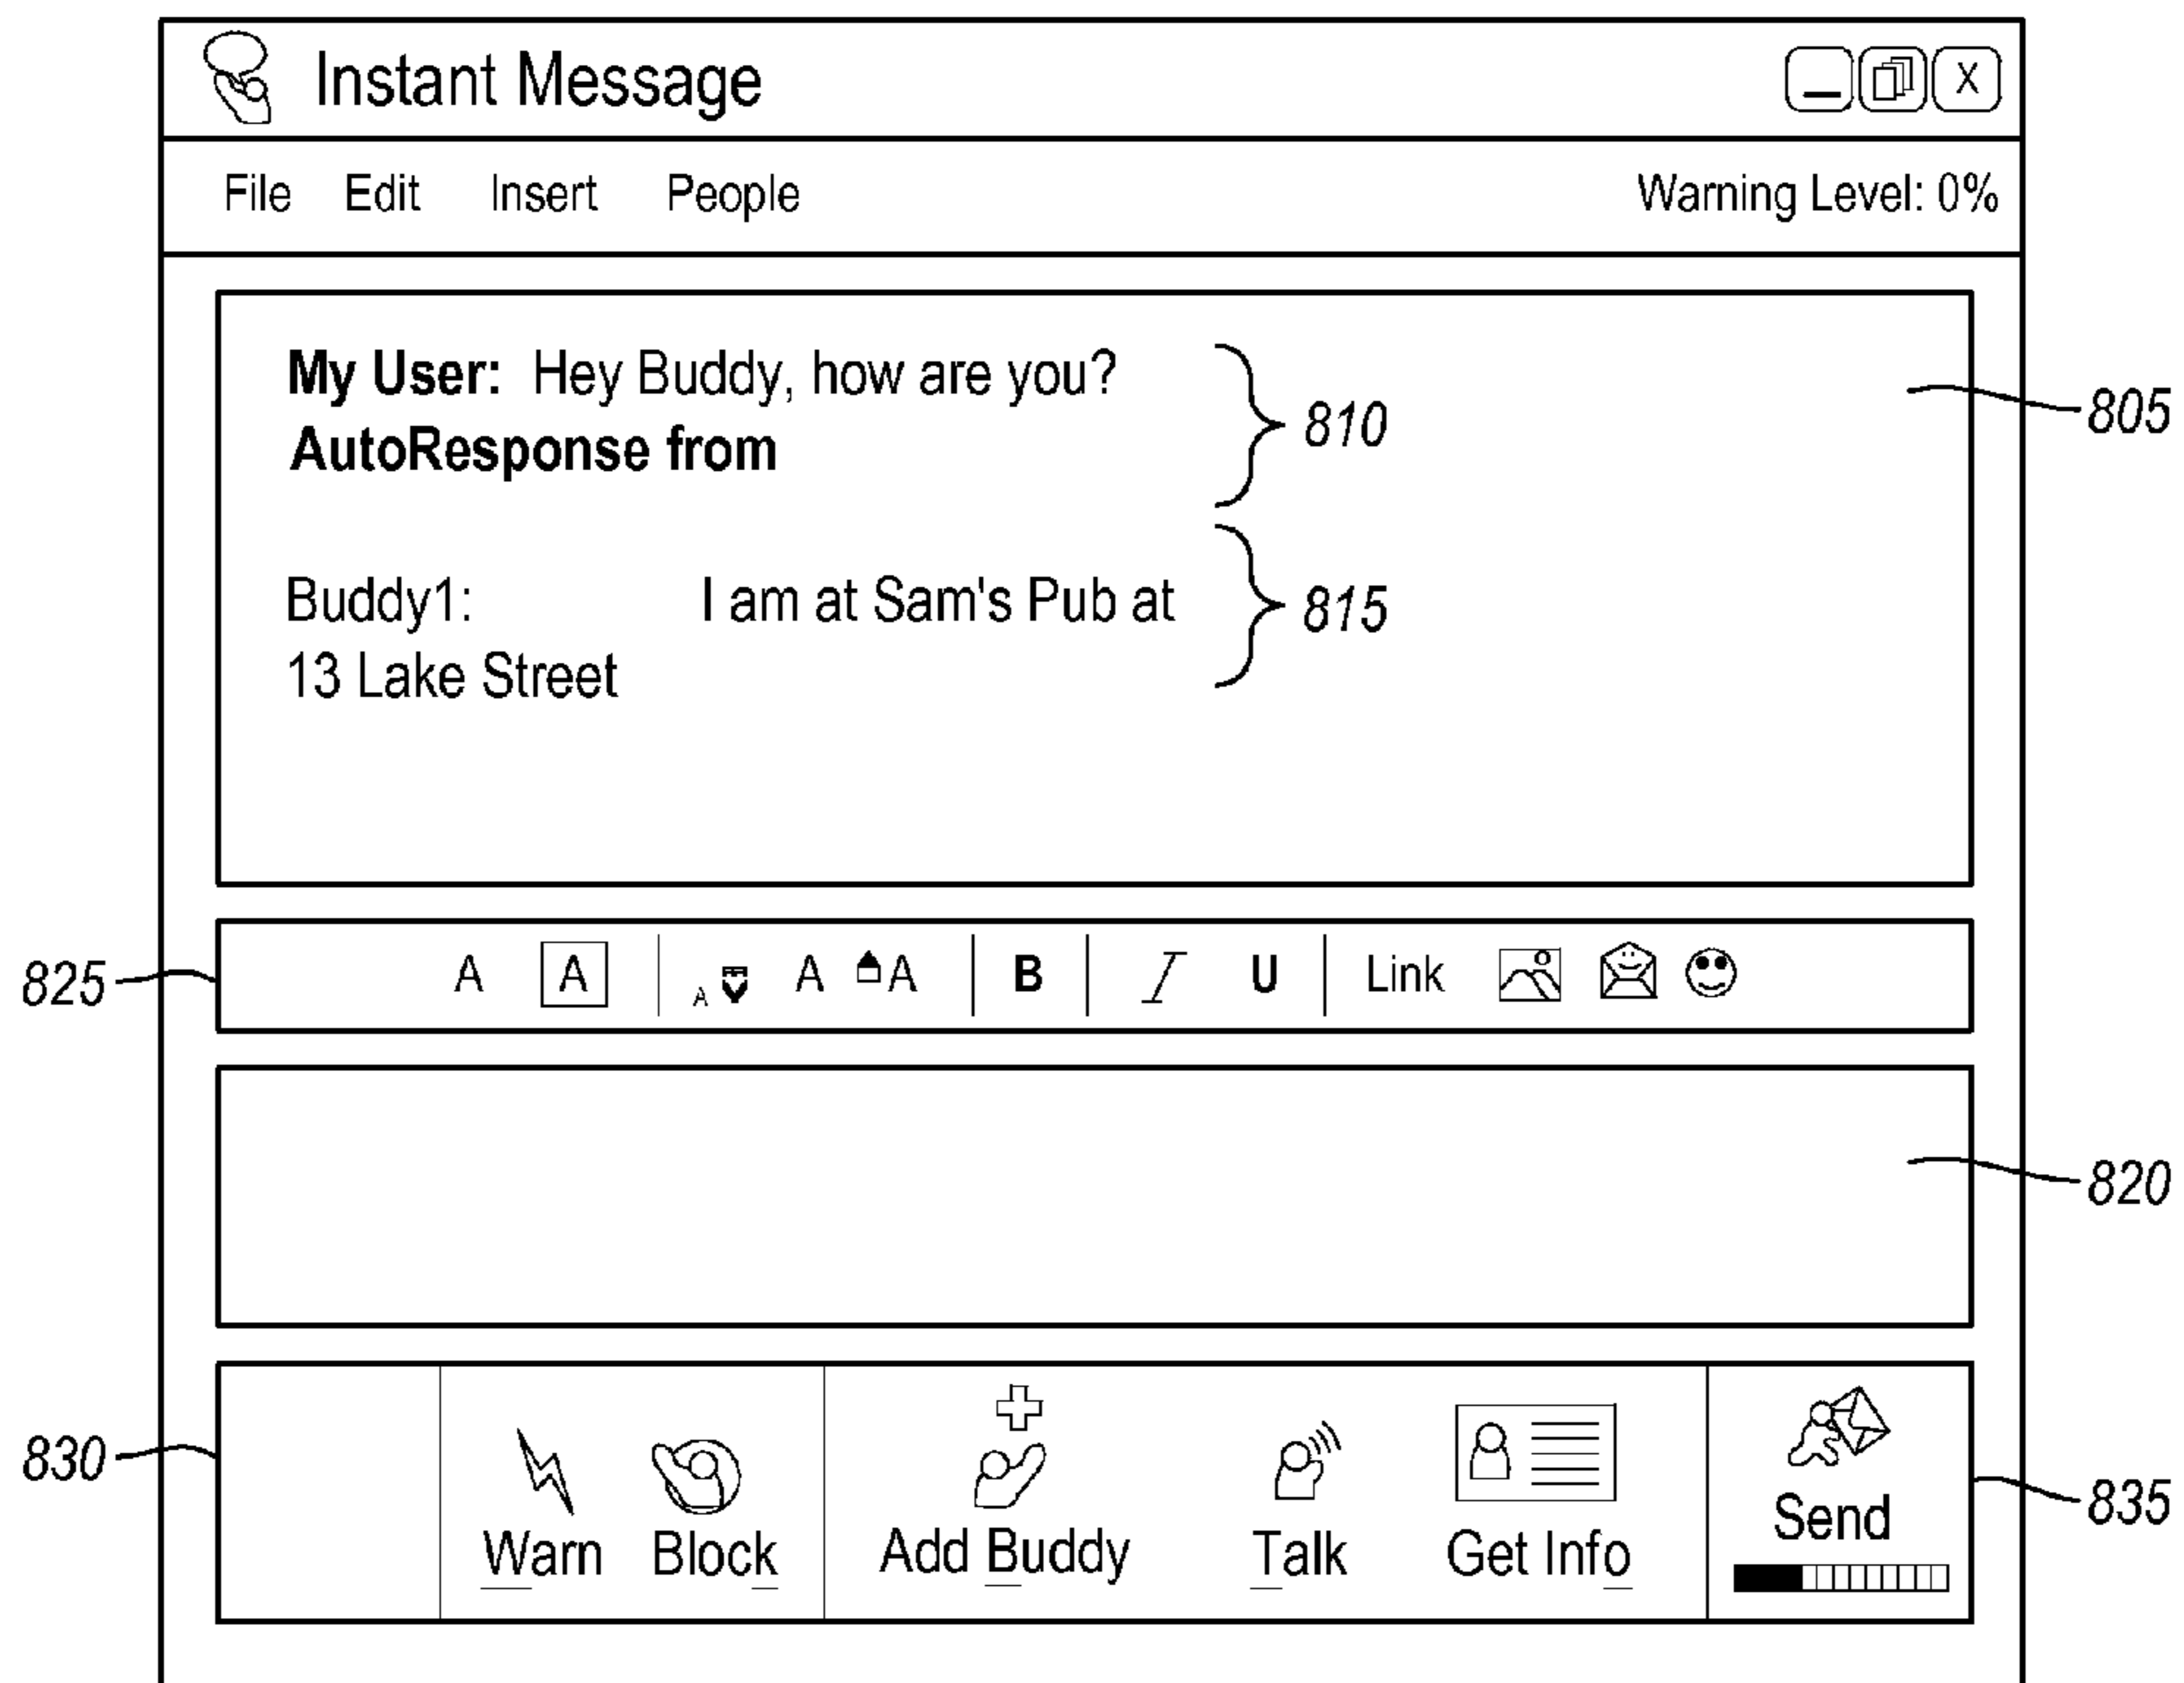 Instant Message X
File Edit Insert People Warning Level: 0%
My User: Hey Buddy, how are you?
AutoResponse from
810
805
Buddy1: I am at Sam's Pub at
13 Lake Street
815
825
A A A A A B I U Link
820
830
Warn Block Add Buddy Talk Get Info Send
835